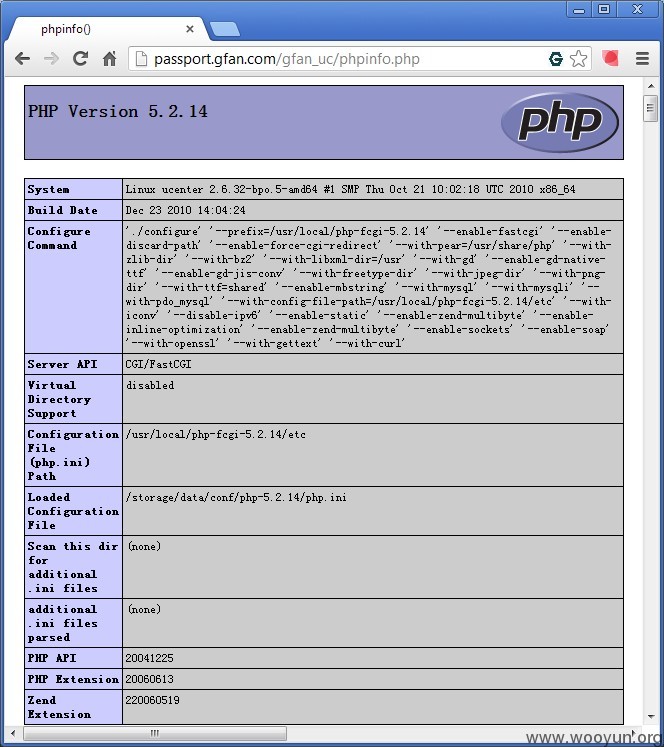 phpinfo()
passport.gfan.com/gfan_uc/phpinfo.php
PHP Version 5.2.14
php
System Linux ucenter 2.6.32-bpo.5-amd64 #1 SMP Thu Oct 21 10:02:18 UTC 2010 x86_64
Build Date Dec 23 2010 14:04:24
Configure './configure' '--prefix=/usr/local/php-fcgi-5.2.14' '--enable-fastcgi' '--enable-
Command discard-path' '--enable-force-cgi-redirect' '--with-pear=/usr/share/php' '--with-
zlib-dir' '--with-bz2' '--with-libxml-dir=/usr' '--with-gd' '--enable-gd-native-
ttf' '--enable-gd-jis-conv' '--with-freetype-dir' '--with-jpeg-dir' '--with-png-
dir' '--with-ttf=shared' '--enable-mbstring' '--with-mysql' '--with-mysqli' '--
with-pdo_mysql' '--with-config-file-path=/usr/local/php-fcgi-5.2.14/etc' '--with-
iconv' '--disable-ipv6' '--enable-static' '--enable-zend-multibyte' '--enable-
inline-optimization' '--enable-zend-multibyte' '--enable-sockets' '--enable-soap'
'--with-openssl' '--with-gettext' '--with-curl'
Server API CGI/FastCGI
Virtual disabled
Directory
Support
Configuration /usr/local/php-fcgi-5.2.14/etc
File
(php.ini)
Path
Loaded /storage/data/conf/php-5.2.14/php.ini
Configuration
File
Scan this dir (none)
for
additional
.ini files
additional (none)
.ini files
parsed
PHP API 20041225
PHP Extension 20060613
Zend 220060519
Extension
www.wooyun.org